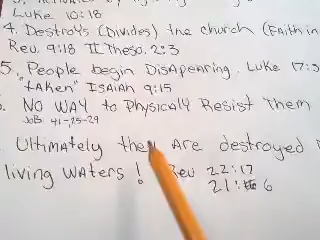 Luke 10:18
4. Destroys (Divides) the church (Faith in
Rev. 9:18 II Theso. 2:3
5. People begin Disapearing. Luke 17:3
"taken" ISAiah 9:15
NO WAY to Physically Resist Them
JoB 41-25-29
Ultimately they Are destroyed
living Waters! Rev 22:17
21: 6